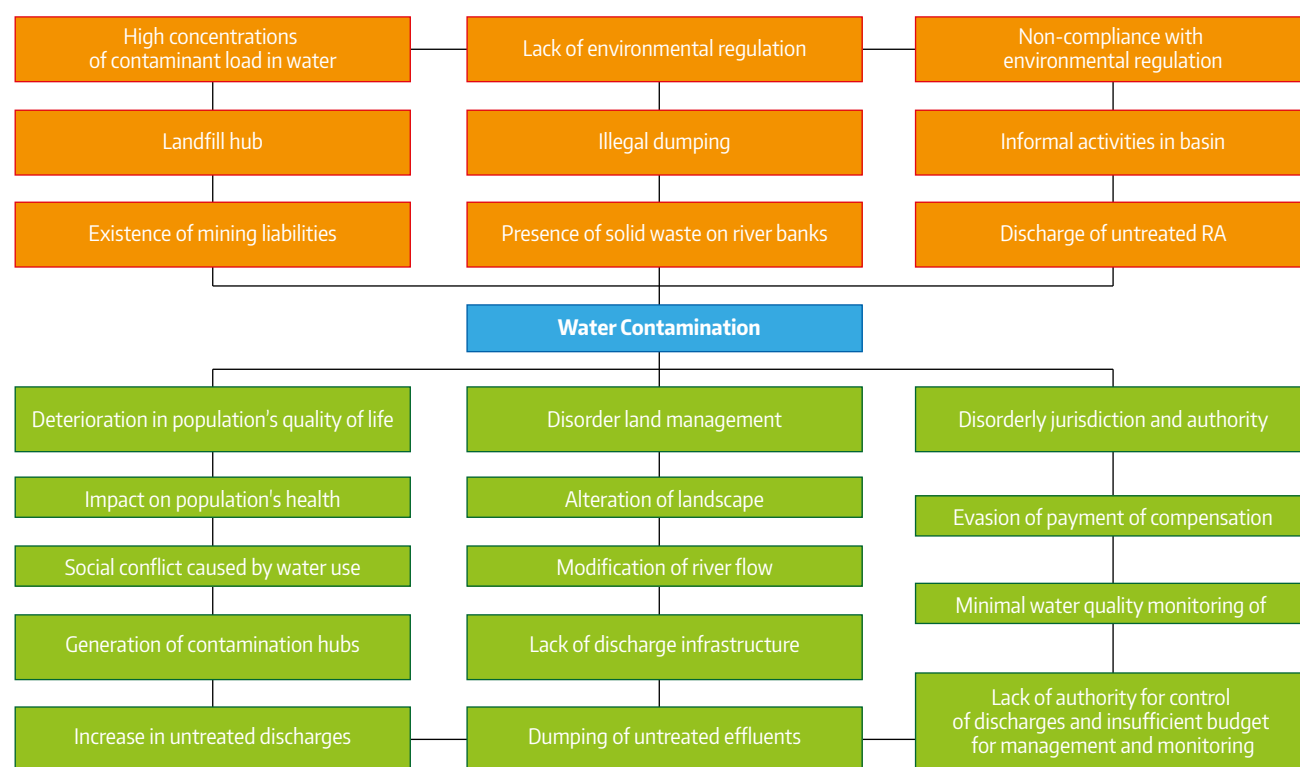 High concentrations
of contaminant load in water
Lack of environmental regulation
Non-compliance with
environmental regulation
Landfill hub
Illegal dumping
Informal activities in basin
Existence of mining liabilities
Presence of solid waste on river banks
Discharge of untreated RA
Water Contamination
Deterioration in population's quality of life
Disorder land management
Disorderly jurisdiction and authority
Impact on population's health
Alteration of landscape
Evasion of payment of compensation
Social conflict caused by water use
Modification of river flow
Minimal water quality monitoring of
Generation of contamination hubs
Lack of discharge infrastructure
Lack of authority for control
of discharges and insufficient budget
for management and monitoring
Increase in untreated discharges
Dumping of untreated effluents